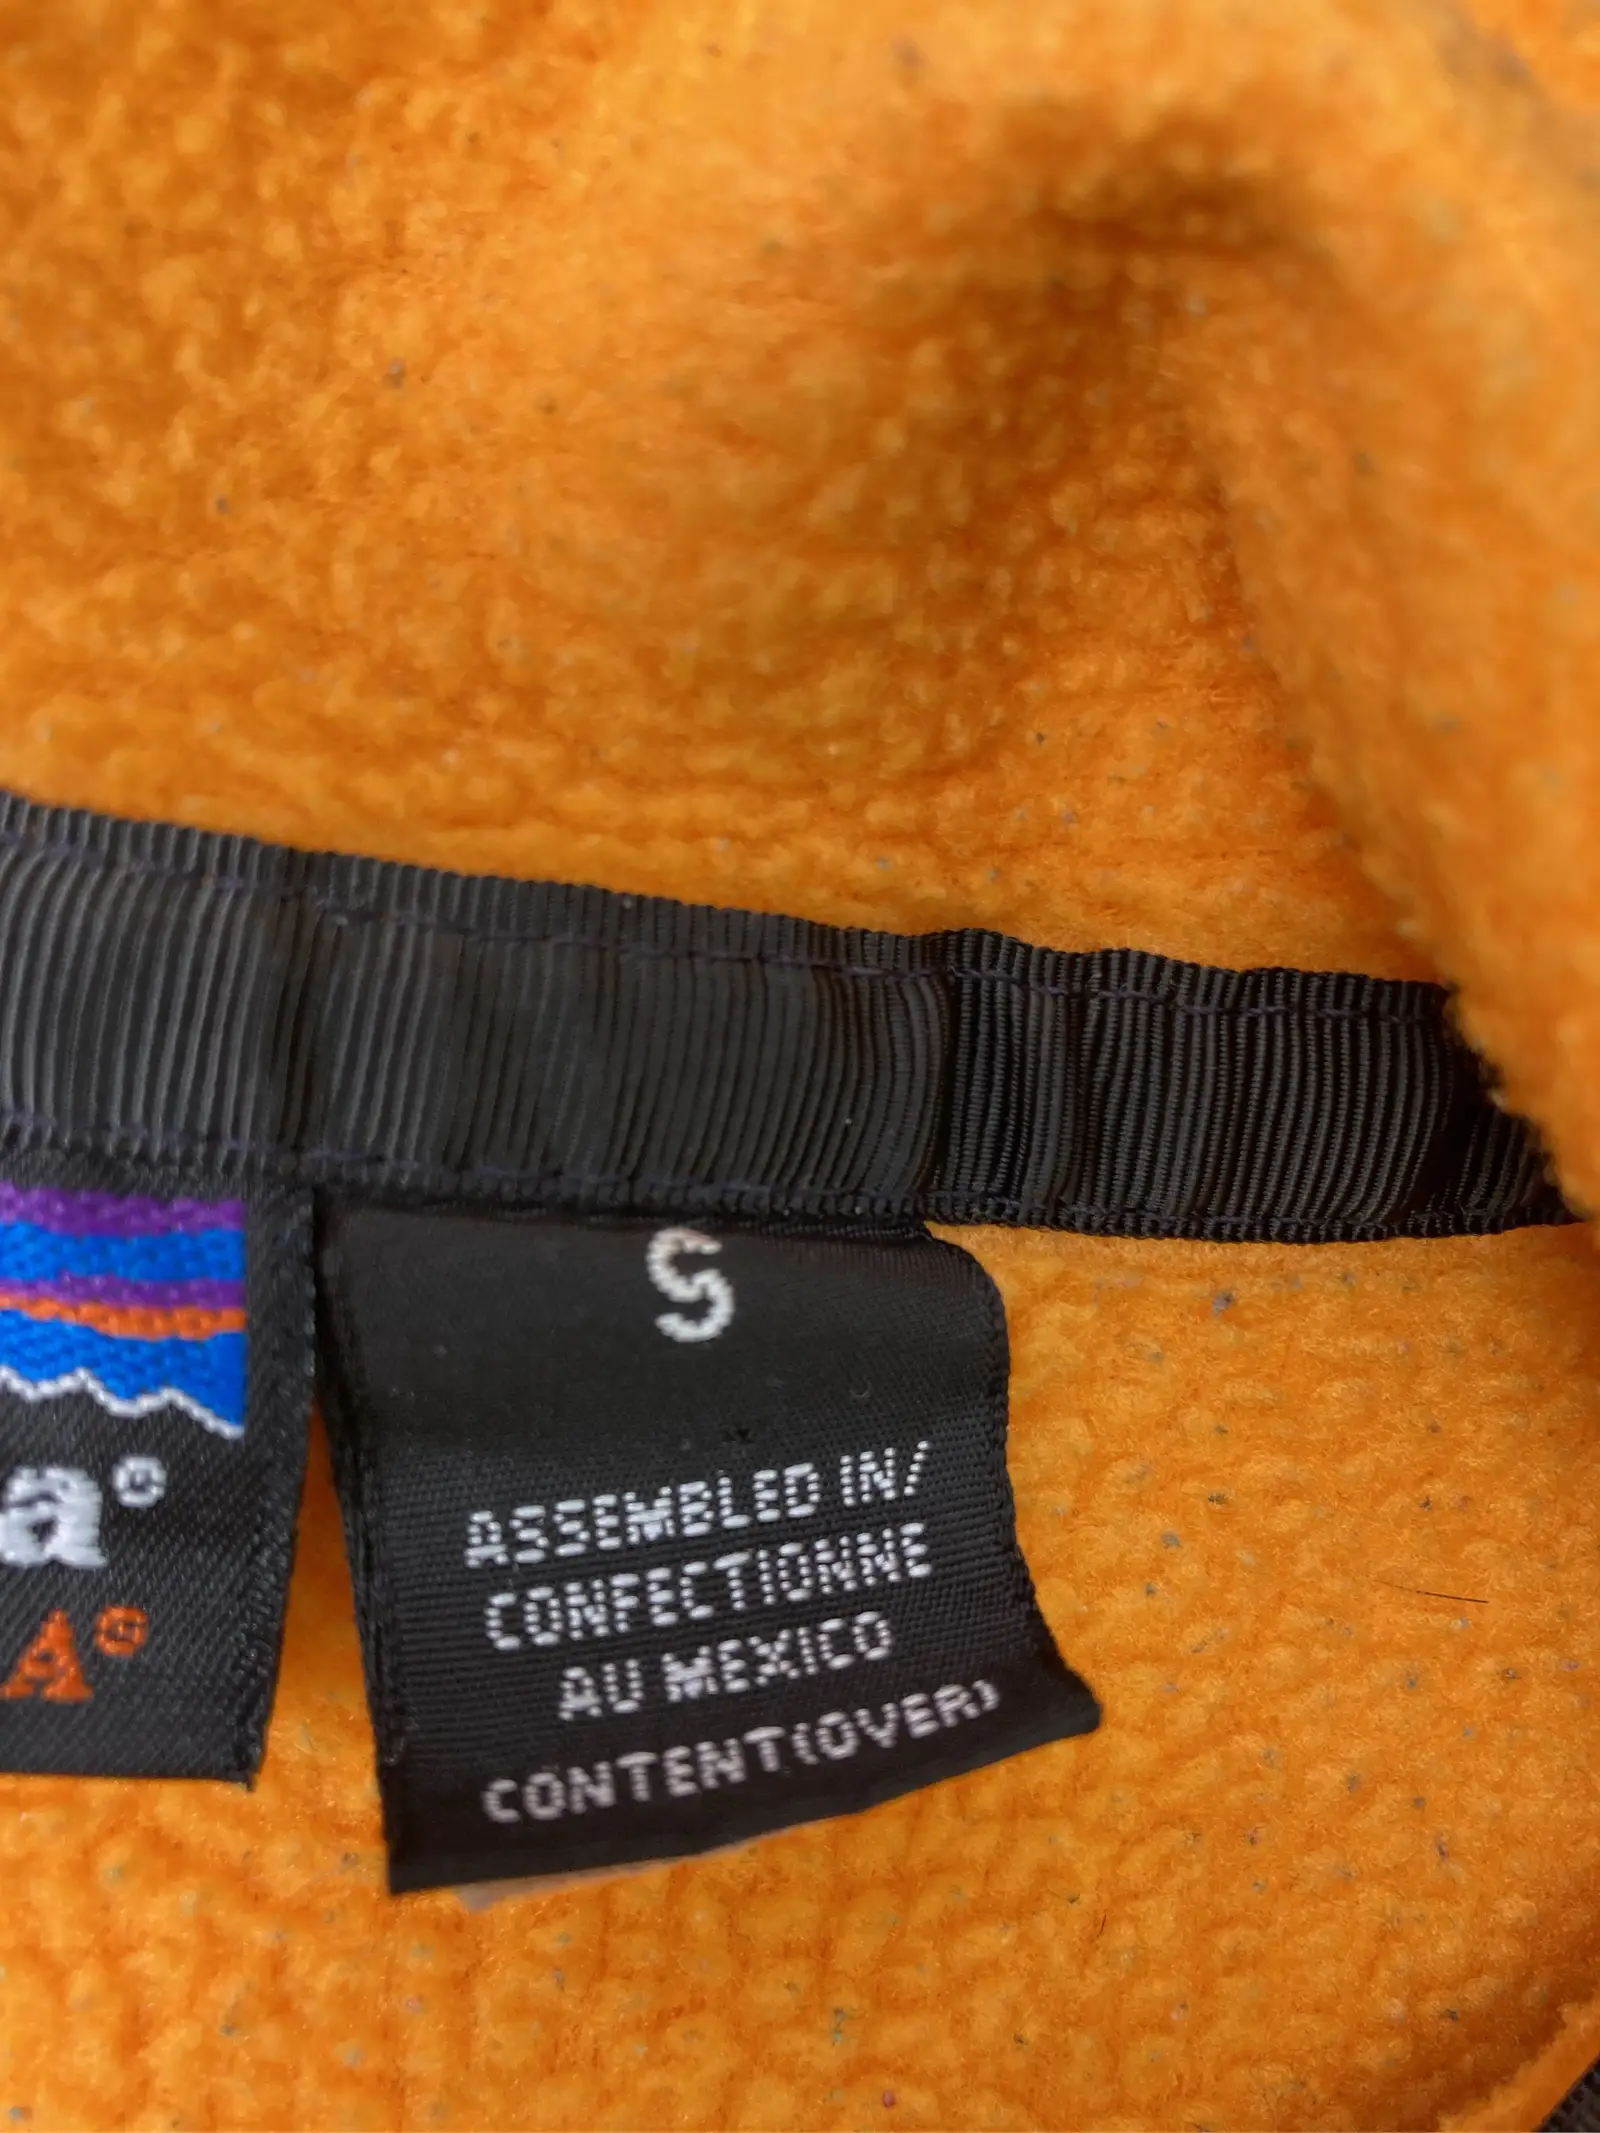 a®
A®
S
ASSEMBLED IN/
CONFECTIONNE
AU MEXICO
CONTENT(OVER)